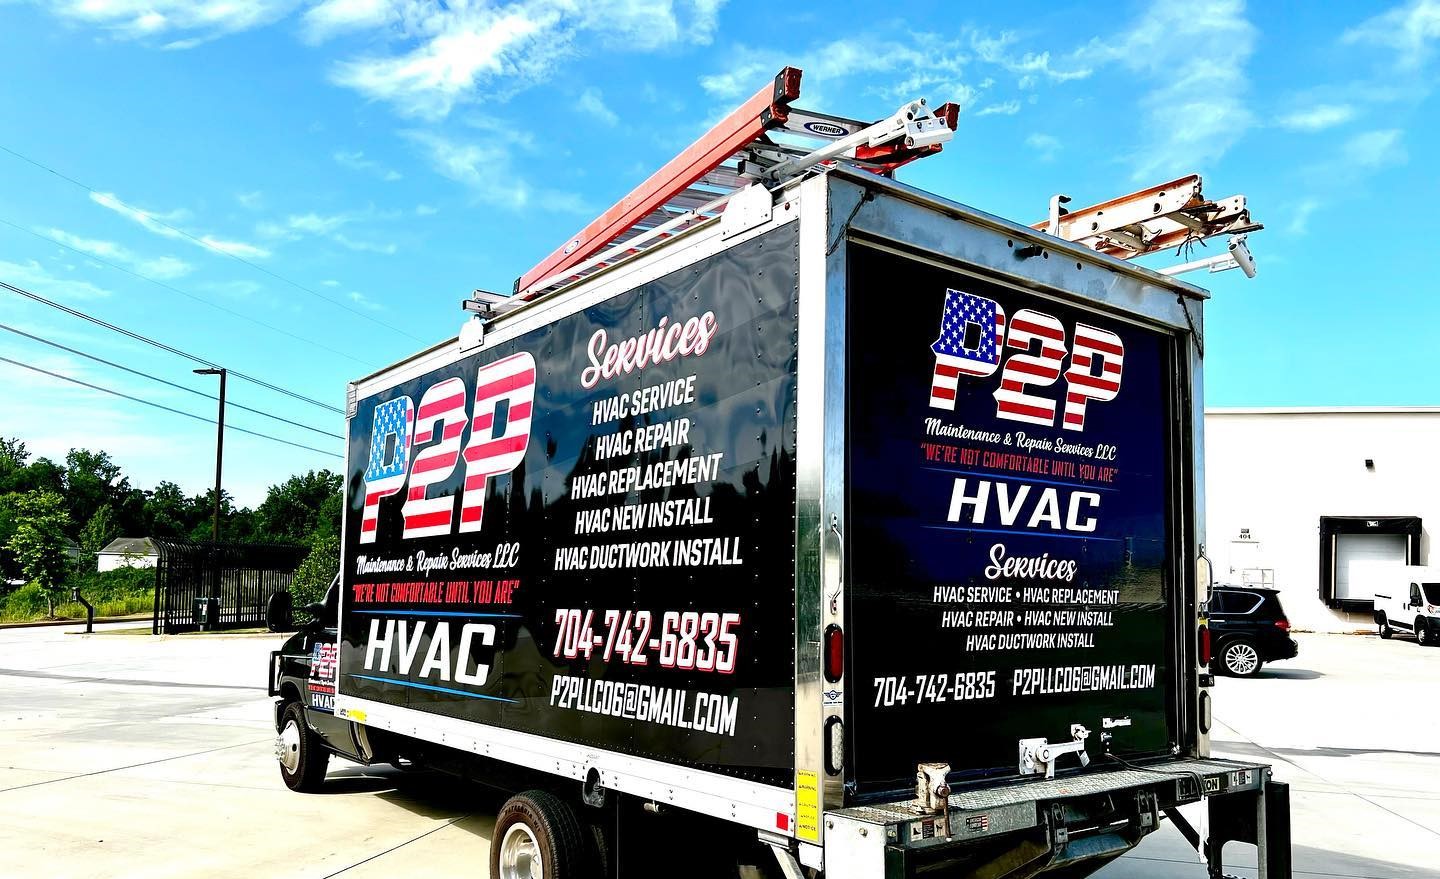 WERNER
P2P
Maintenance & Repair Services LLC
"WE'RE NOT COMFORTABLE UNTIL YOU ARE"
HVAC
Services
HVAC SERVICE
HVAC REPAIR
HVAC REPLACEMENT
HVAC NEW INSTALL
HVAC DUCTWORK INSTALL
704-742-6835
P2PLLC06@GMAIL.COM
P2P
Maintenance & Repair Services LLC
"WE'RE NOT COMFORTABLE UNTIL YOU ARE"
HVAC
Services
HVAC SERVICE • HVAC REPLACEMENT
HVAC REPAIR • HVAC NEW INSTALL
HVAC DUCTWORK INSTALL
704-742-6835 P2PLLC06@GMAIL.COM
P2P
HVAC
404